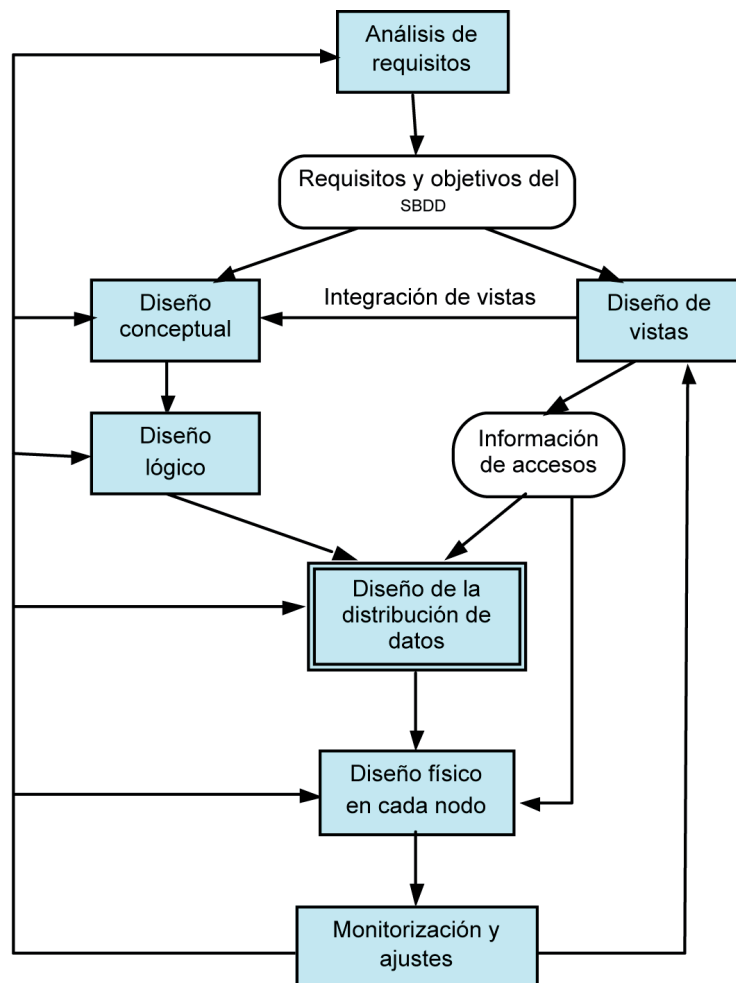 Análisis de
requisitos
Requisitos y objetivos del
SBDD
Diseño
conceptual
Integración de vistas
Diseño de
vistas
Diseño
lógico
Información
de accesos
Diseño de la
distribución de
datos
Diseño físico
en cada nodo
Monitorización y
ajustes